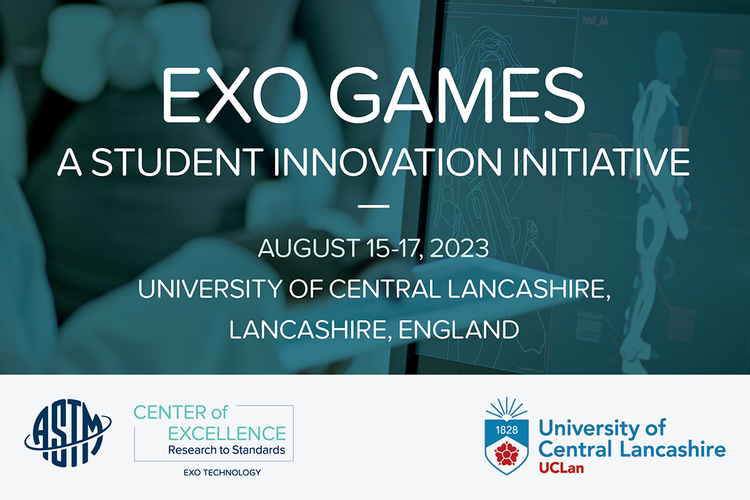 test_66
EXO GAMES
A STUDENT INNOVATION INITIATIVE
AUGUST 15-17, 2023
UNIVERSITY OF CENTRAL LANCASHIRE,
LANCASHIRE, ENGLAND
ASTM
CENTER of
EXCELLENCE
Research to Standards
EXO TECHNOLOGY
1828
University of
Central Lancashire
UCLan